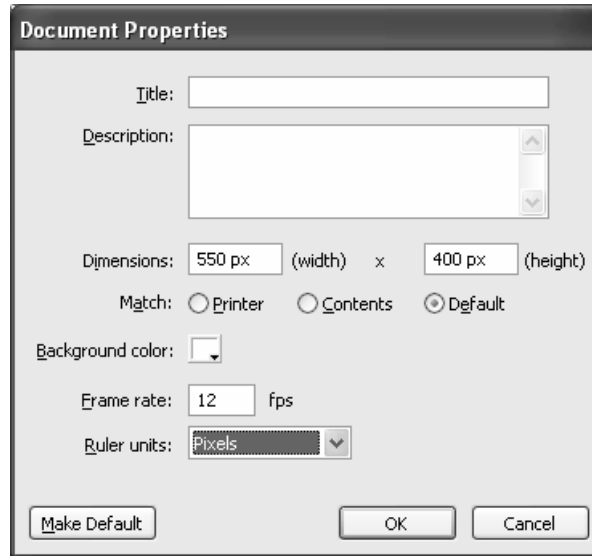 Document Properties
Title:
Description:
Dimensions: 550 px (width) x 400 px (height)
Match: Printer Contents Default
Background color:
Frame rate: 12 fps
Ruler units: Pixels
Make Default OK Cancel